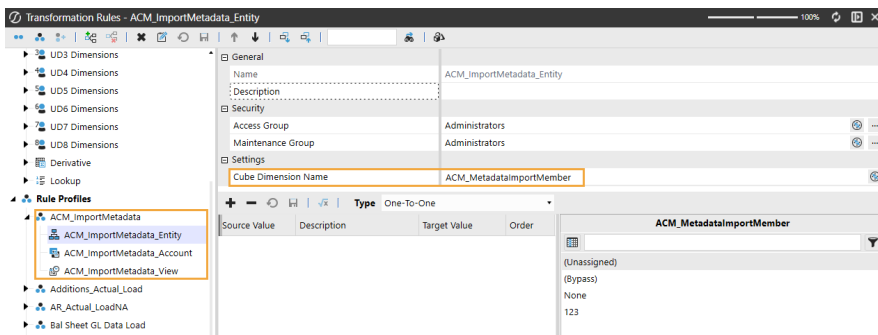 Transformation Rules - ACM_ImportMetadata_Entity
100%
UD3 Dimensions
UD4 Dimensions
UD5 Dimensions
UD6 Dimensions
UD7 Dimensions
UD8 Dimensions
Derivative
Lookup
Rule Profiles
ACM_ImportMetadata
ACM_ImportMetadata_Entity
ACM_ImportMetadata_Account
ACM_ImportMetadata_View
Additions_Actual_Load
AR_Actual_LoadNA
Bal Sheet GL Data Load
General
Name ACM_ImportMetadata_Entity
Description
Security
Access Group Administrators
Maintenance Group Administrators
Settings
Cube Dimension Name ACM_MetadataImportMember
Type One-To-One
Source Value Description Target Value Order
ACM_MetadataImportMember
(Unassigned)
(Bypass)
None
123